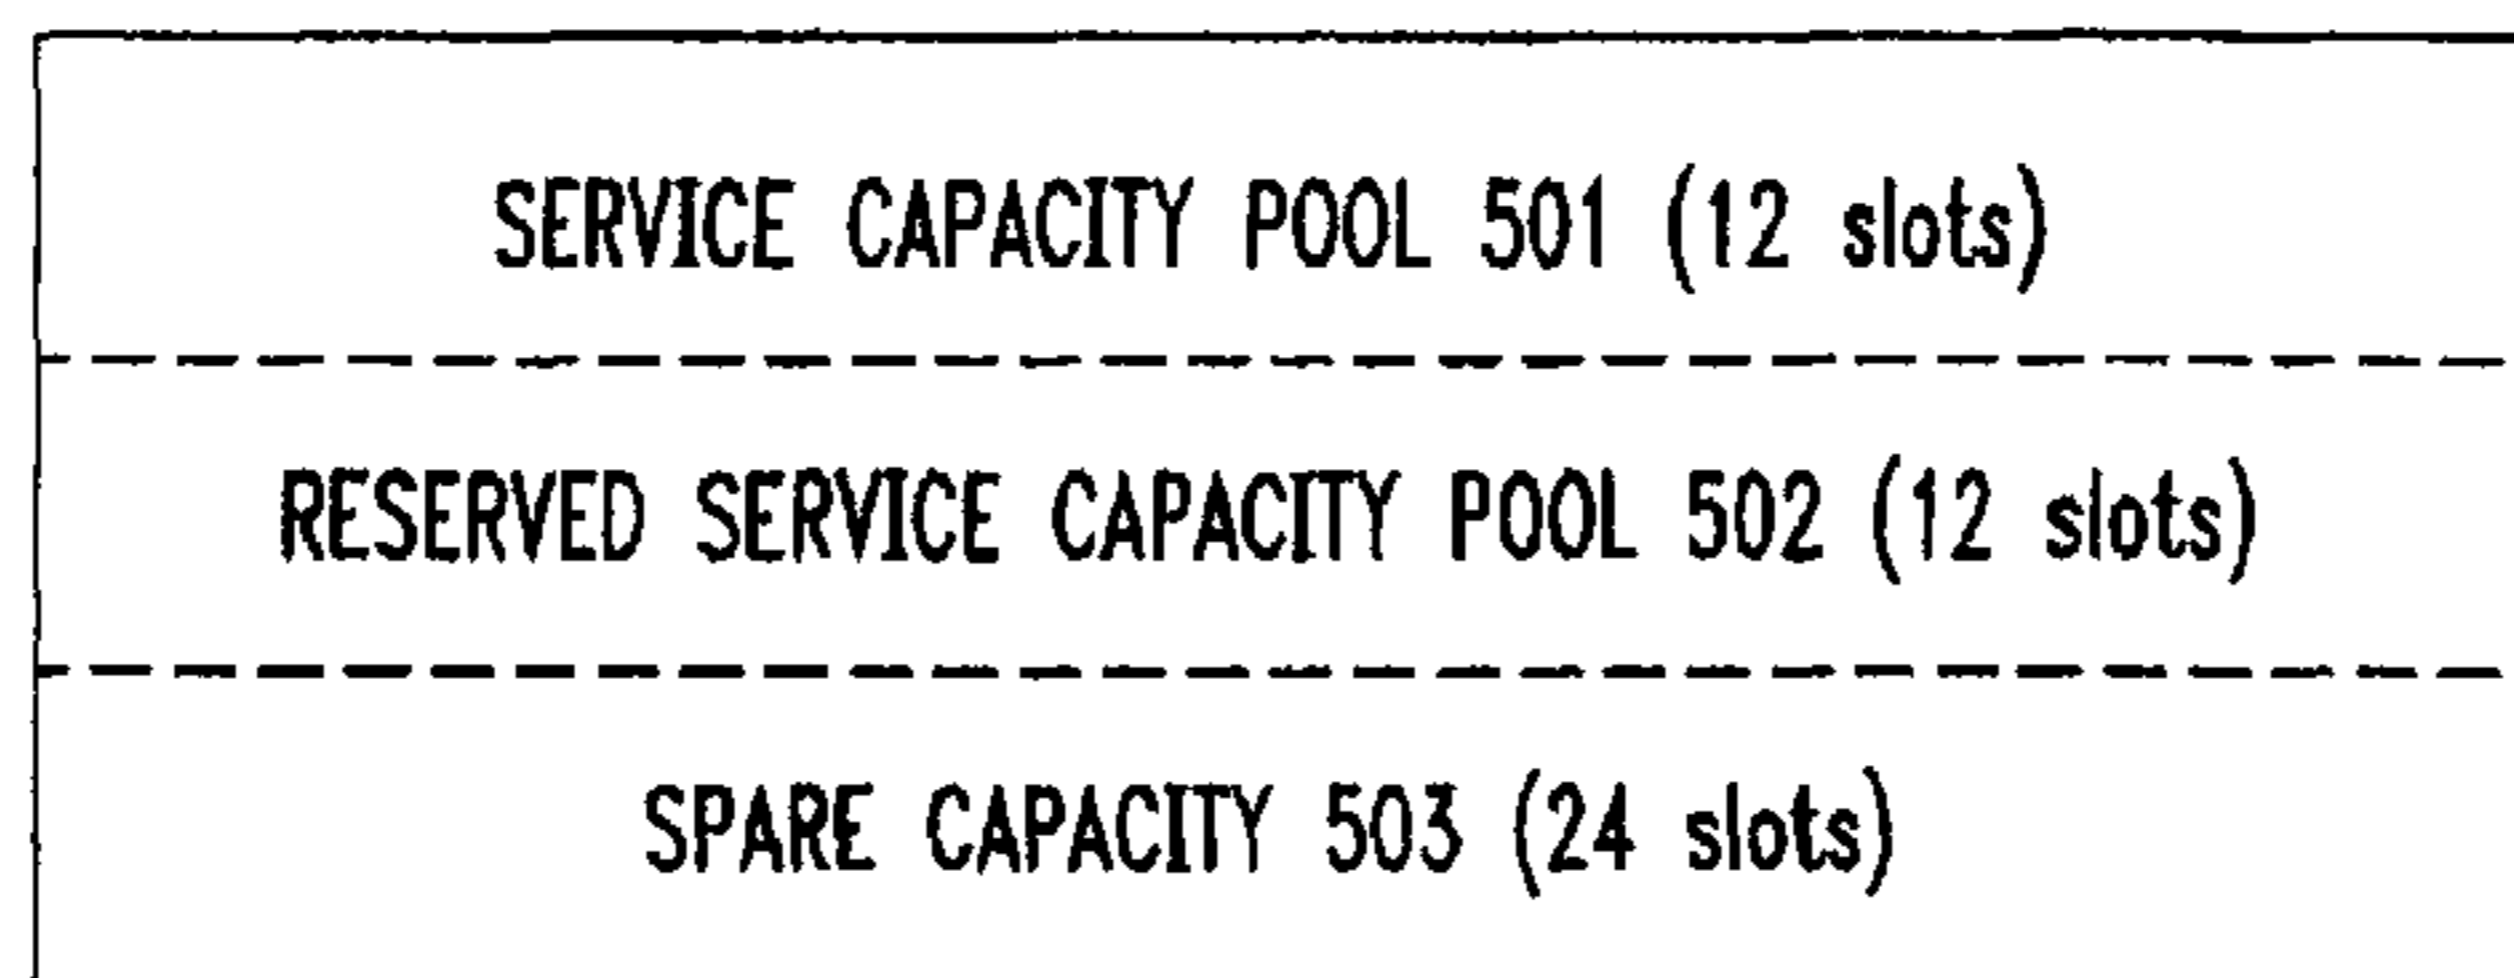 SERVICE CAPACITY POOL 501 (12 slots)
RESERVED SERVICE CAPACITY POOL 502 (12 slots)
SPARE CAPACITY 503 (24 slots)